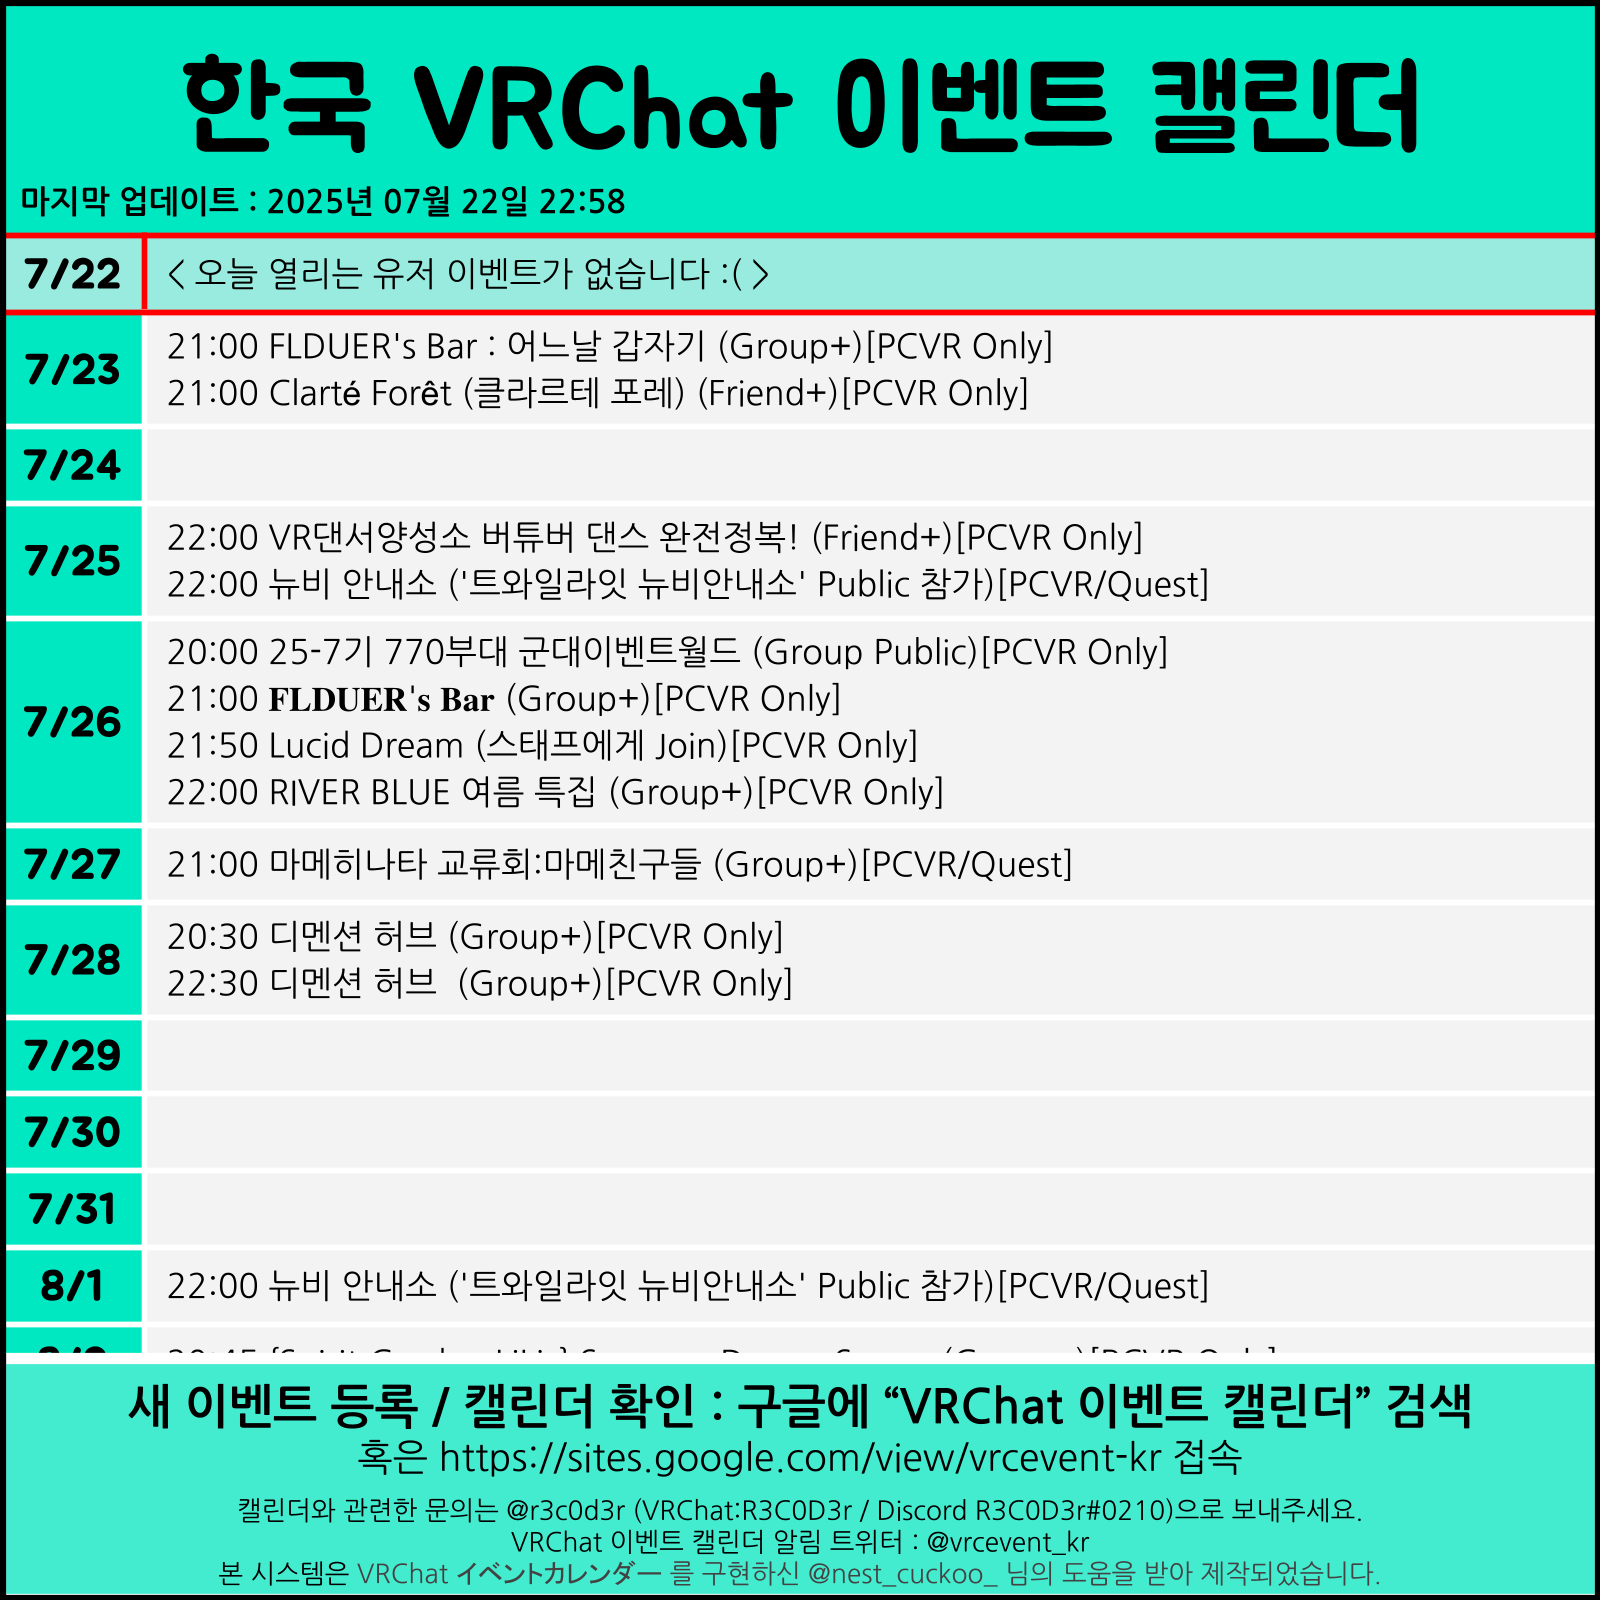 한국 VRChat 이벤트 캘린더
마지막 업데이트 : 2025년 07월 22일 22:58
7/22
< 오늘 열리는 유저 이벤트가 없습니다 :( >
7/23
21:00 FLDUER's Bar : 어느날 갑자기 (Group+)[PCVR Only]
21:00 Clarté Forêt (클라르테 포레) (Friend+)[PCVR Only]
7/24
7/25
22:00 VR댄서양성소 버튜버 댄스 완전정복! (Friend+)[PCVR Only]
22:00 뉴비 안내소 ('트와일라잇 뉴비안내소' Public 참가)[PCVR/Quest]
7/26
20:00 25-7기 770부대 군대이벤트월드 (Group Public)[PCVR Only]
21:00 FLDUER's Bar (Group+)[PCVR Only]
21:50 Lucid Dream (스태프에게 Join)[PCVR Only]
22:00 RIVER BLUE 여름 특집 (Group+)[PCVR Only]
7/27
21:00 마메히나타 교류회:마메친구들 (Group+)[PCVR/Quest]
7/28
20:30 디멘션 허브 (Group+)[PCVR Only]
22:30 디멘션 허브  (Group+)[PCVR Only]
7/29
7/30
7/31
8/1
22:00 뉴비 안내소 ('트와일라잇 뉴비안내소' Public 참가)[PCVR/Quest]
새 이벤트 등록 / 캘린더 확인 : 구글에 “VRChat 이벤트 캘린더” 검색
혹은 https://sites.google.com/view/vrcevent-kr 접속
캘린더와 관련한 문의는 @r3c0d3r (VRChat:R3C0D3r / Discord R3C0D3r#0210)으로 보내주세요.
VRChat 이벤트 캘린더 알림 트위터 : @vrcevent_kr
본 시스템은 VRChat イベントカレンダー 를 구현하신 @nest_cuckoo_ 님의 도움을 받아 제작되었습니다.